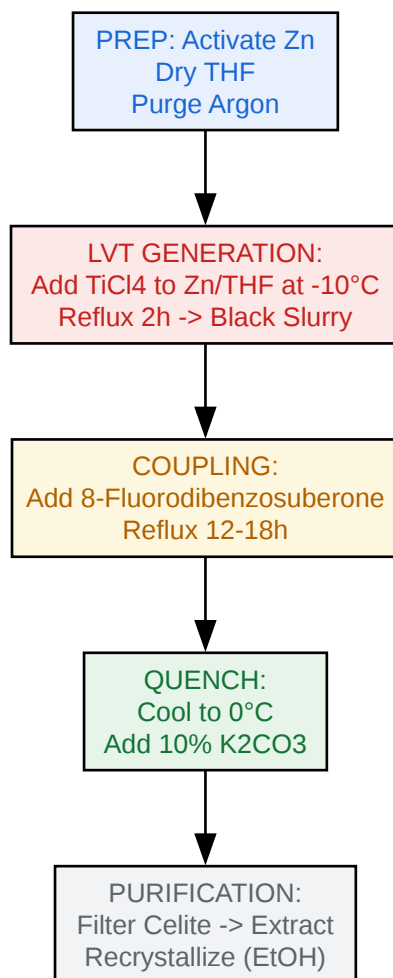 PREP: Activate Zn
Dry THF
Purge Argon
LVT GENERATION:
Add TiCl4 to Zn/THF at -10°C
Reflux 2h -> Black Slurry
COUPLING:
Add 8-Fluorodibenzosuberone
Reflux 12-18h
QUENCH:
Cool to 0°C
Add 10% K2CO3
PURIFICATION:
Filter Celite -> Extract
Recrystallize (EtOH)